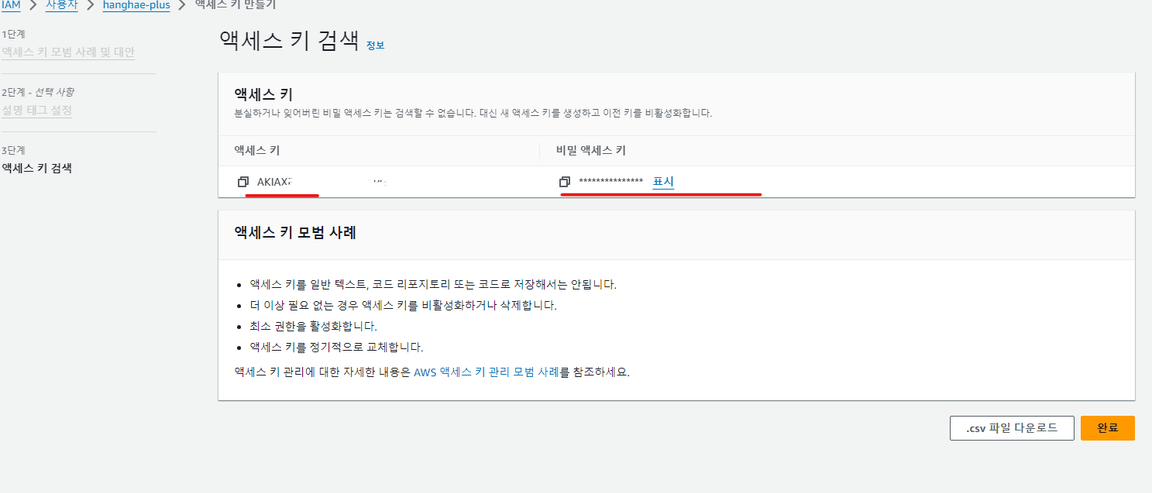 IAM > 사용자 > hanghae-plus > 액세스 키 만들기
1단계
액세스 키 모범 사례 및 대안
2단계 - 선택 사항
설명 태그 설정
3단계
액세스 키 검색
액세스 키 검색 정보
액세스 키
분실하거나 잊어버린 비밀 액세스 키는 검색할 수 없습니다. 대신 새 액세스 키를 생성하고 이전 키를 비활성화합니다.
액세스 키 비밀 액세스 키
AKIAX *************** 표시
액세스 키 모범 사례
액세스 키를 일반 텍스트, 코드 리포지토리 또는 코드로 저장해서는 안됩니다.
더 이상 필요 없는 경우 액세스 키를 비활성화하거나 삭제합니다.
최소 권한을 활성화합니다.
액세스 키를 정기적으로 교체합니다.
액세스 키 관리에 대한 자세한 내용은 AWS 액세스 키 관리 모범 사례를 참조하세요.
.csv 파일 다운로드 완료